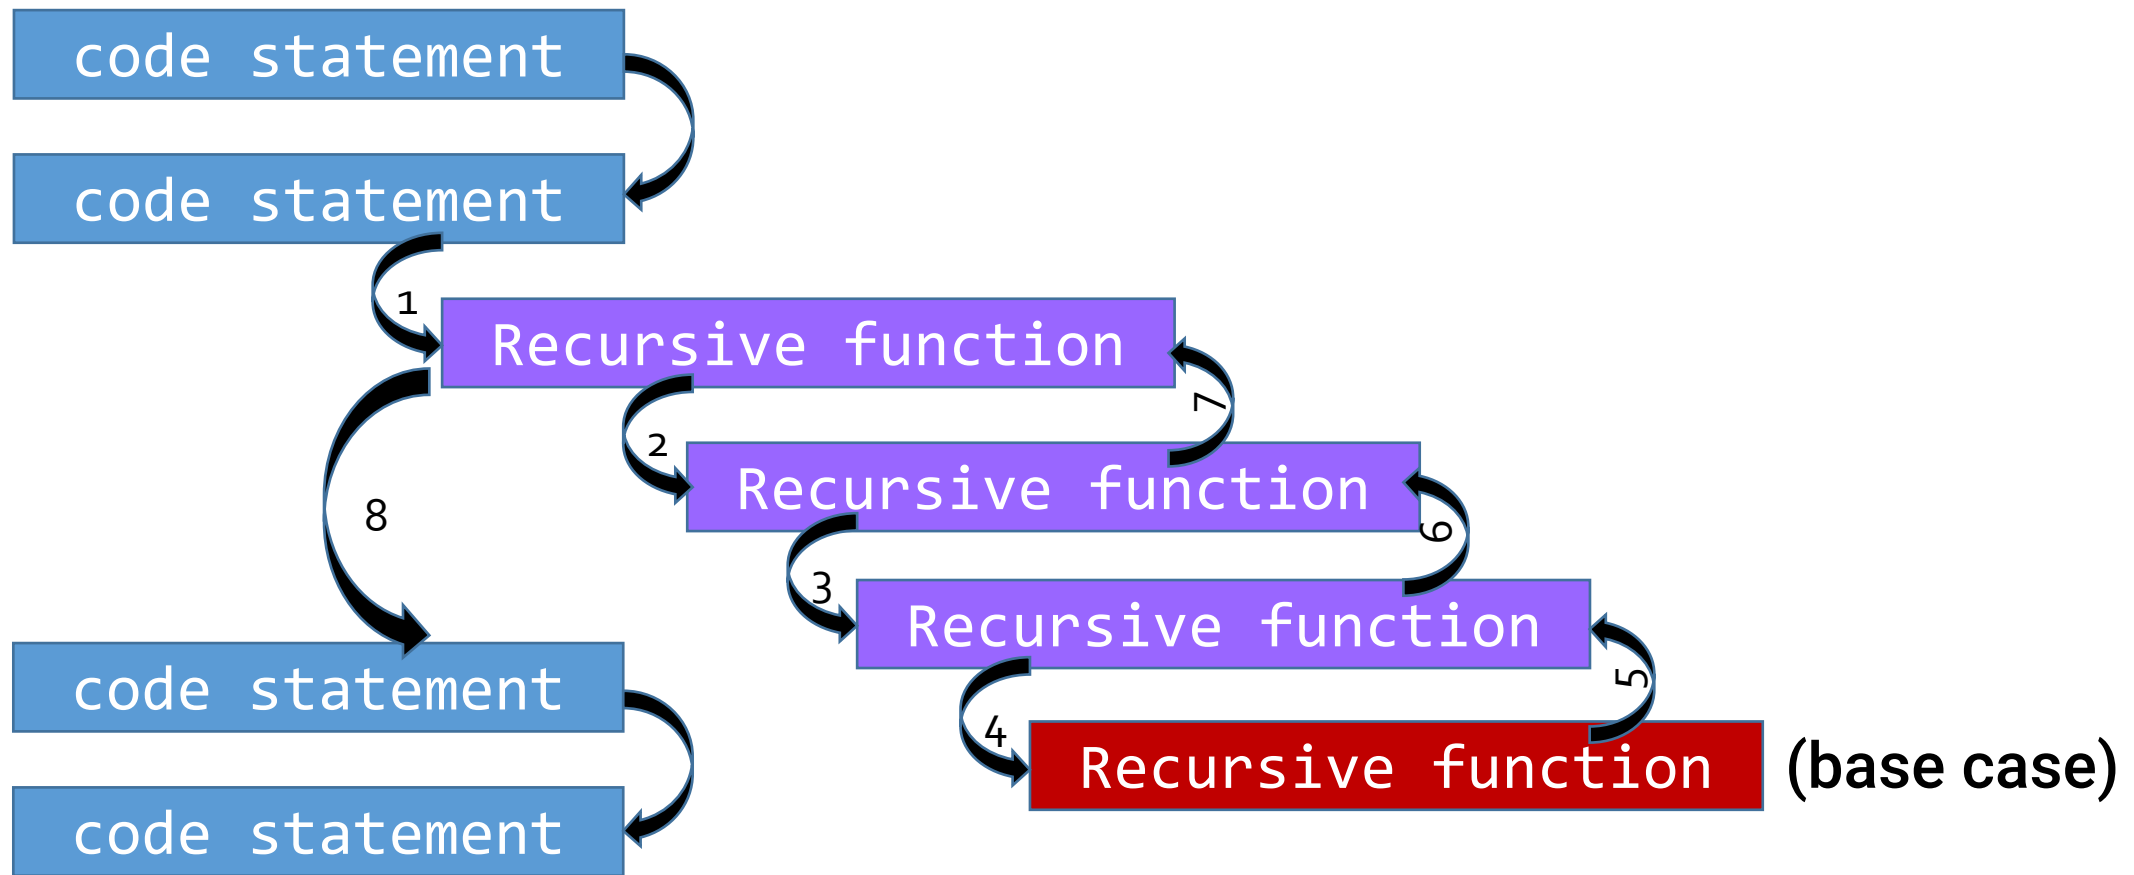 code statement
code statement
1
Recursive function
7
2
Recursive function
8
6
3
Recursive function
5
code statement
4
Recursive function (base case)
code statement